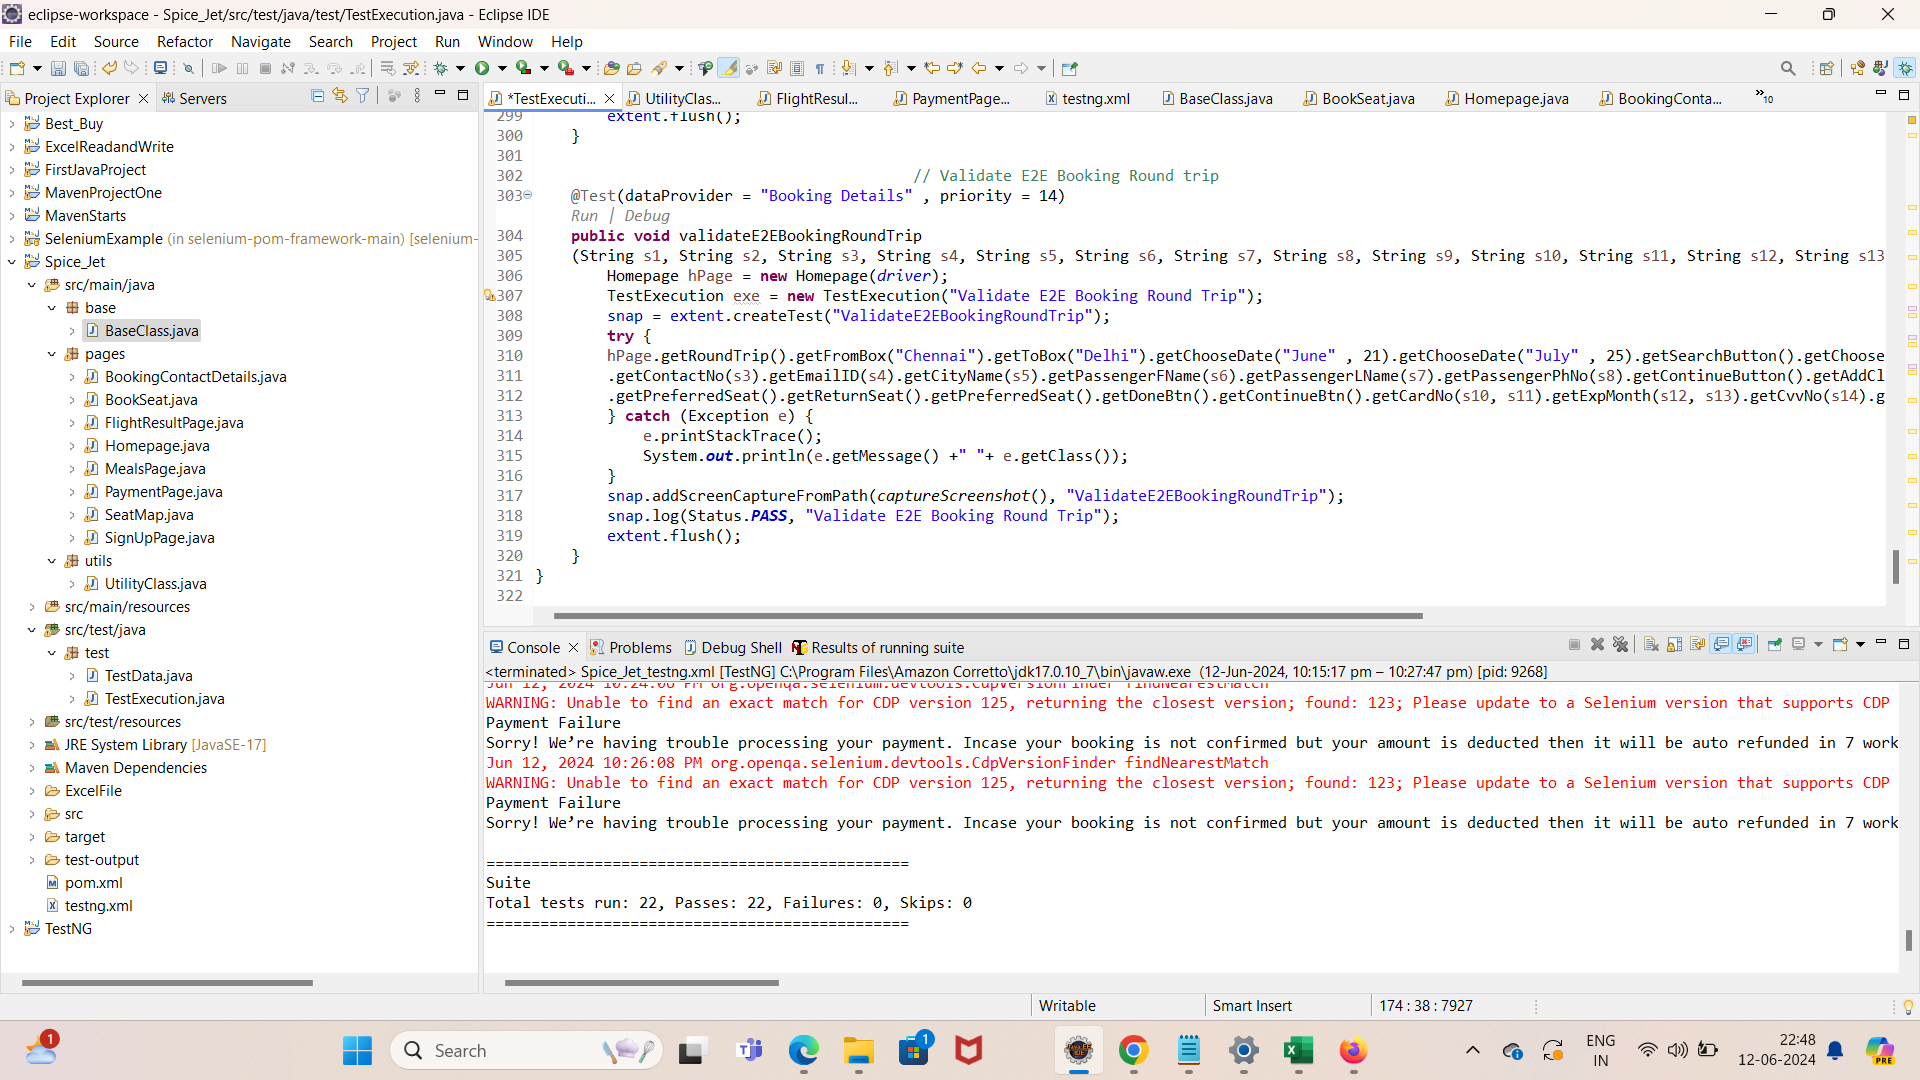 eclipse-workspace - Spice_Jet/src/test/java/test/TestExecution.java - Eclipse IDE
File Edit Source Refactor Navigate Search Project Run Window Help
Project Explorer Servers
*TestExecuti... UtilityClas... FlightResul... PaymentPage... testng.xml BaseClass.java BookSeat.java Homepage.java BookingConta... 10
Best_Buy
ExcelReadandWrite
FirstJavaProject
MavenProjectOne
MavenStarts
SeleniumExample (in selenium-pom-framework-main) [selenium-
Spice_Jet
src/main/java
base
BaseClass.java
pages
BookingContactDetails.java
BookSeat.java
FlightResultPage.java
Homepage.java
MealsPage.java
PaymentPage.java
SeatMap.java
SignUpPage.java
utils
UtilityClass.java
src/main/resources
src/test/java
test
TestData.java
TestExecution.java
src/test/resources
JRE System Library [JavaSE-17]
Maven Dependencies
ExcelFile
src
target
test-output
pom.xml
testng.xml
TestNG
299 extent.flush();
300 }
301
302 // Validate E2E Booking Round trip
303 @Test(dataProvider = "Booking Details" , priority = 14)
Run | Debug
304 public void validateE2EBookingRoundTrip
305 (String s1, String s2, String s3, String s4, String s5, String s6, String s7, String s8, String s9, String s10, String s11, String s12, String s13
306 Homepage hPage = new Homepage(driver);
307 TestExecution exe = new TestExecution("Validate E2E Booking Round Trip");
308 snap = extent.createTest("ValidateE2EBookingRoundTrip");
309 try {
310 hPage.getRoundTrip().getFromBox("Chennai").getToBox("Delhi").getChooseDate("June" , 21).getChooseDate("July" , 25).getSearchButton().getChoose
311 .getContactNo(s3).getEmailID(s4).getCityName(s5).getPassengerFName(s6).getPassengerLName(s7).getPassengerPhNo(s8).getContinueButton().getAddCl
312 .getPreferredSeat().getReturnSeat().getPreferredSeat().getDoneBtn().getContinueBtn().getCardNo(s10, s11).getExpMonth(s12, s13).getCvvNo(s14).g
313 } catch (Exception e) {
314 e.printStackTrace();
315 System.out.println(e.getMessage() +" "+ e.getClass());
316 }
317 snap.addScreenCaptureFromPath(captureScreenshot(), "ValidateE2EBookingRoundTrip");
318 snap.log(Status.PASS, "Validate E2E Booking Round Trip");
319 extent.flush();
320 }
321 }
322
Console Problems Debug Shell Results of running suite
<terminated> Spice_Jet_testng.xml [TestNG] C:\Program Files\Amazon Corretto\jdk17.0.10_7\bin\javaw.exe (12-Jun-2024, 10:15:17 pm – 10:27:47 pm) [pid: 9268]
Jun 12, 2024 10:24:06 PM org.openqa.selenium.devtools.CdpVersionFinder findNearestMatch
WARNING: Unable to find an exact match for CDP version 125, returning the closest version; found: 123; Please update to a Selenium version that supports CDP
Payment Failure
Sorry! We’re having trouble processing your payment. Incase your booking is not confirmed but your amount is deducted then it will be auto refunded in 7 work
Jun 12, 2024 10:26:08 PM org.openqa.selenium.devtools.CdpVersionFinder findNearestMatch
WARNING: Unable to find an exact match for CDP version 125, returning the closest version; found: 123; Please update to a Selenium version that supports CDP
Payment Failure
Sorry! We’re having trouble processing your payment. Incase your booking is not confirmed but your amount is deducted then it will be auto refunded in 7 work
===============================================
Suite
Total tests run: 22, Passes: 22, Failures: 0, Skips: 0
===============================================
Writable Smart Insert 174 : 38 : 7927
1 Search 1 ENG 22:48
IN 12-06-2024 PRE